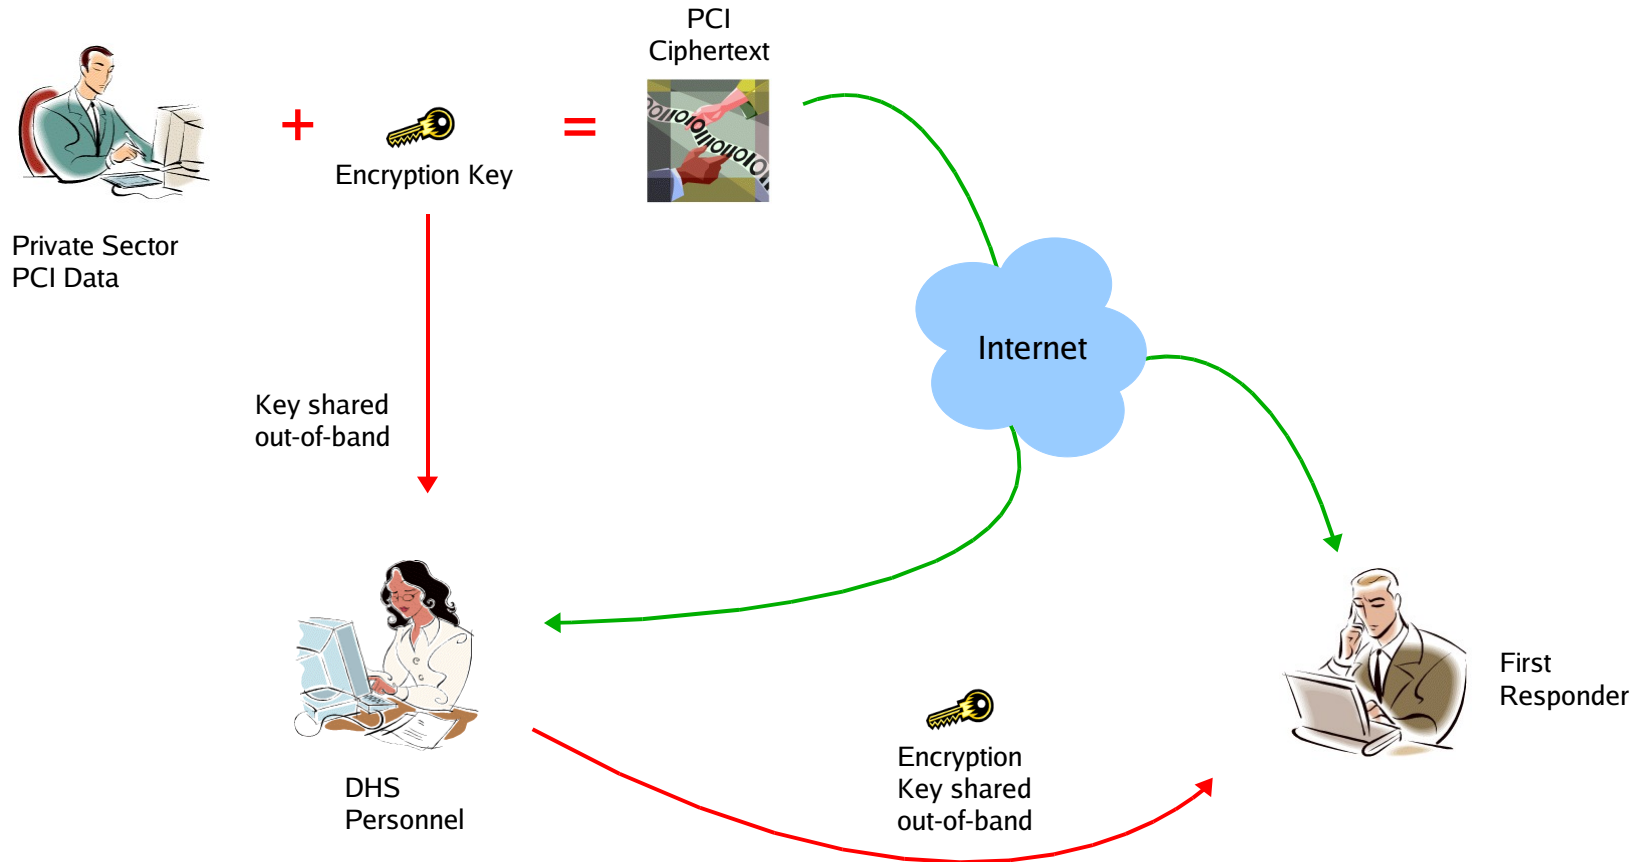 PCI
Ciphertext
Encryption Key
Private Sector
PCI Data
Internet
Key shared
out-of-band
First
Responder
Encryption
Key shared
out-of-band
DHS
Personnel